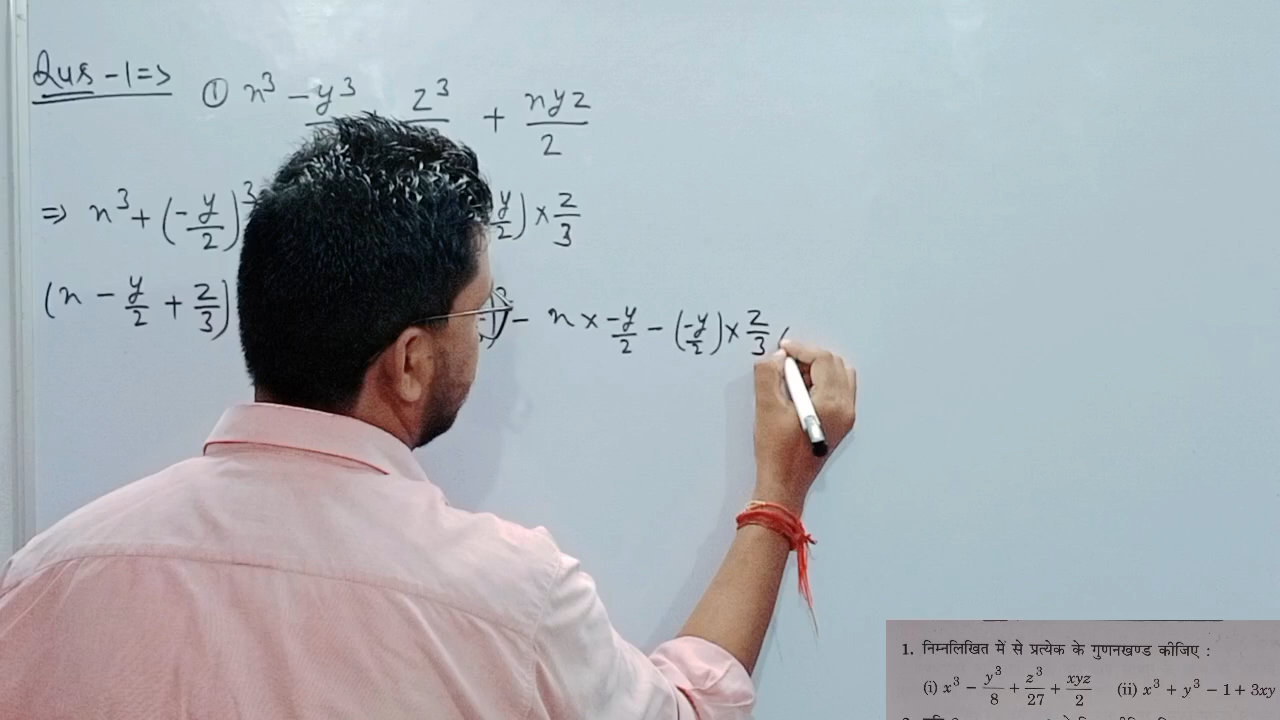 Qus -1=>
① x³ - y³ z³ + xyz/2
=> x³ + (-y/2)³ y/2) × z/3
(x - y/2 + z/3) - x × -y/2 - (-y/2) × z/3
1. निम्नलिखित में से प्रत्येक के गुणनखण्ड कीजिए :
(i) x³ - y³/8 + z³/27 + xyz/2 (ii) x³ + y³ - 1 + 3xy